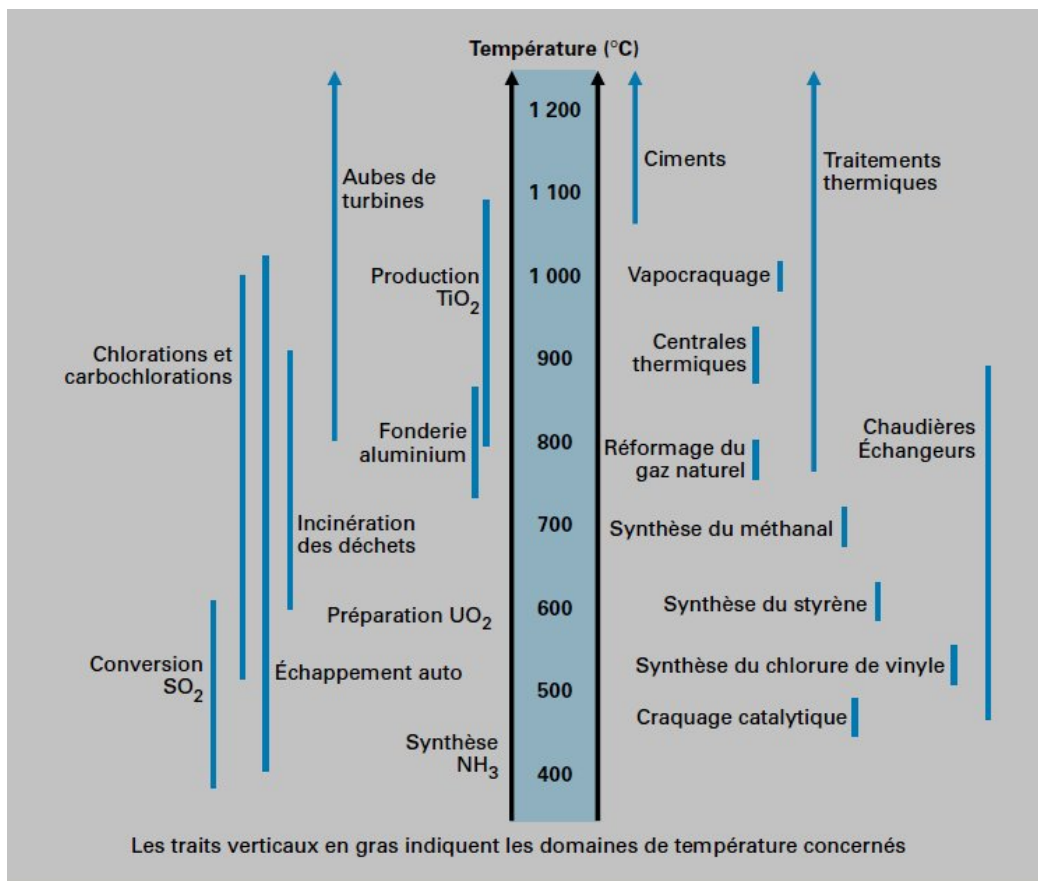 Température (°C)
1 200
1 100
1 000
900
800
700
600
500
400
Aubes de
turbines
Production
TiO2
Chlorations et
carbochlorations
Fonderie
aluminium
Incinération
des déchets
Préparation UO2
Conversion
SO2
Échappement auto
Synthèse
NH3
Ciments
Traitements
thermiques
Vapocraquage
Centrales
thermiques
Chaudières
Échangeurs
Réformage du
gaz naturel
Synthèse du méthanal
Synthèse du styrène
Synthèse du chlorure de vinyle
Craquage catalytique
Les traits verticaux en gras indiquent les domaines de température concernés